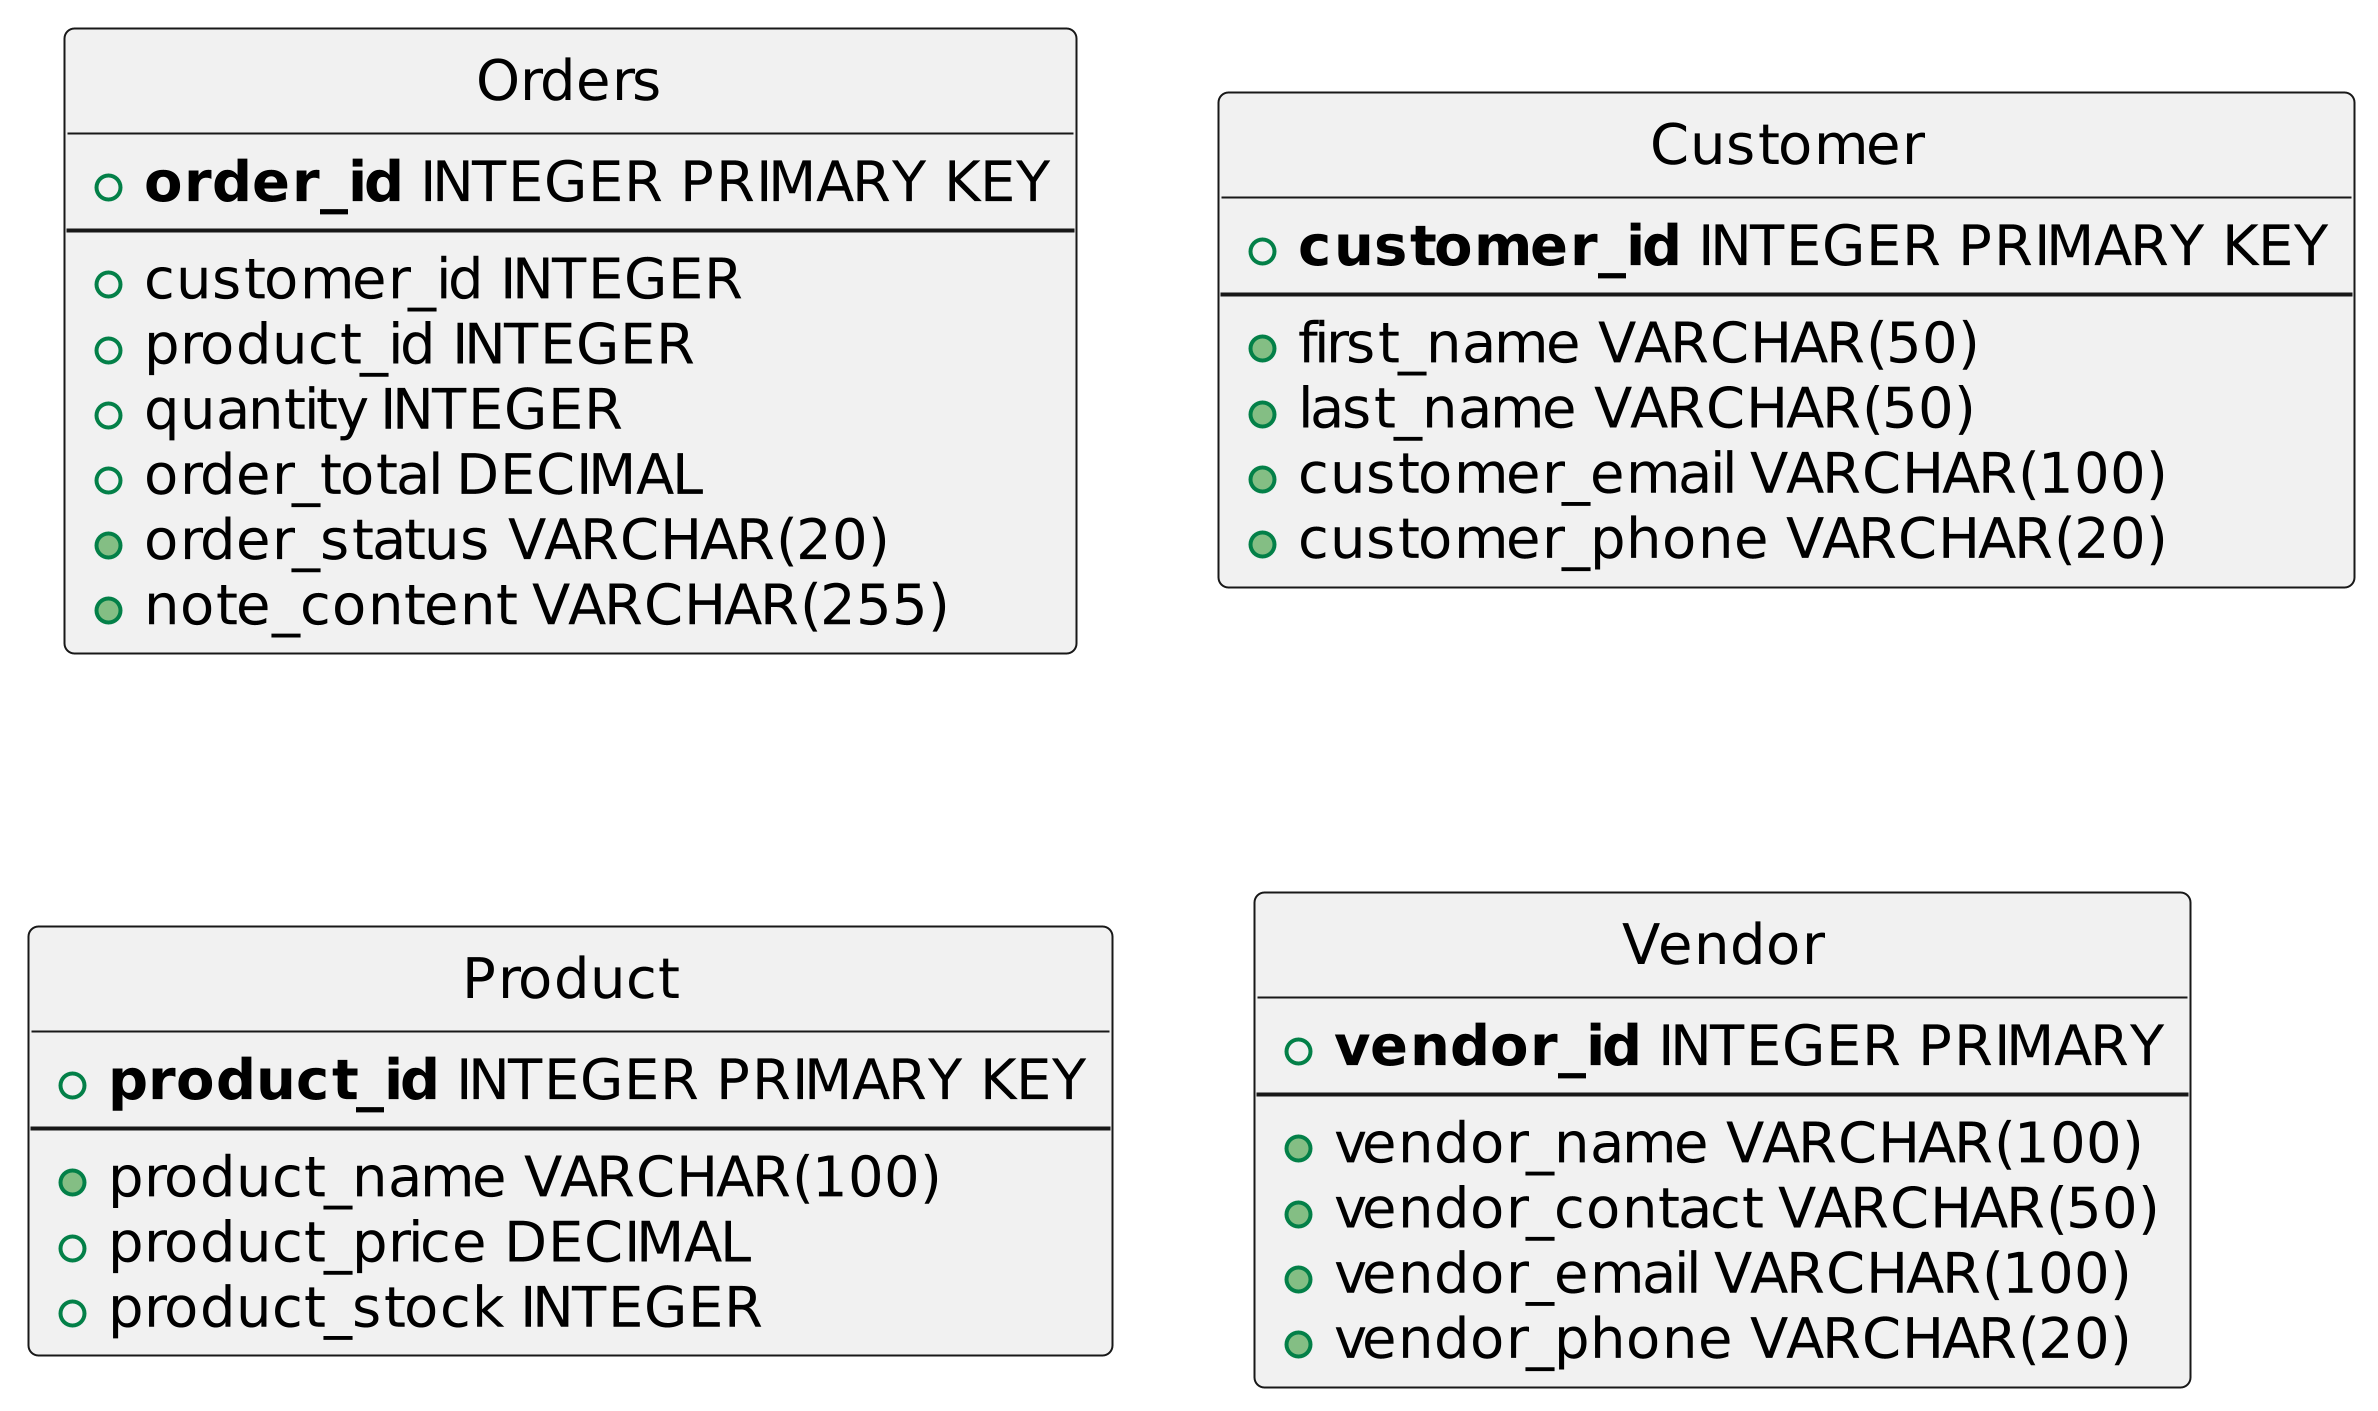 Orders
order_id INTEGER PRIMARY KEY
customer_id INTEGER
product_id INTEGER
quantity INTEGER
order_total DECIMAL
order_status VARCHAR(20)
note_content VARCHAR(255)
Customer
customer_id INTEGER PRIMARY KEY
first_name VARCHAR(50)
last_name VARCHAR(50)
customer_email VARCHAR(100)
customer_phone VARCHAR(20)
Product
product_id INTEGER PRIMARY KEY
product_name VARCHAR(100)
product_price DECIMAL
product_stock INTEGER
Vendor
vendor_id INTEGER PRIMARY
vendor_name VARCHAR(100)
vendor_contact VARCHAR(50)
vendor_email VARCHAR(100)
vendor_phone VARCHAR(20)